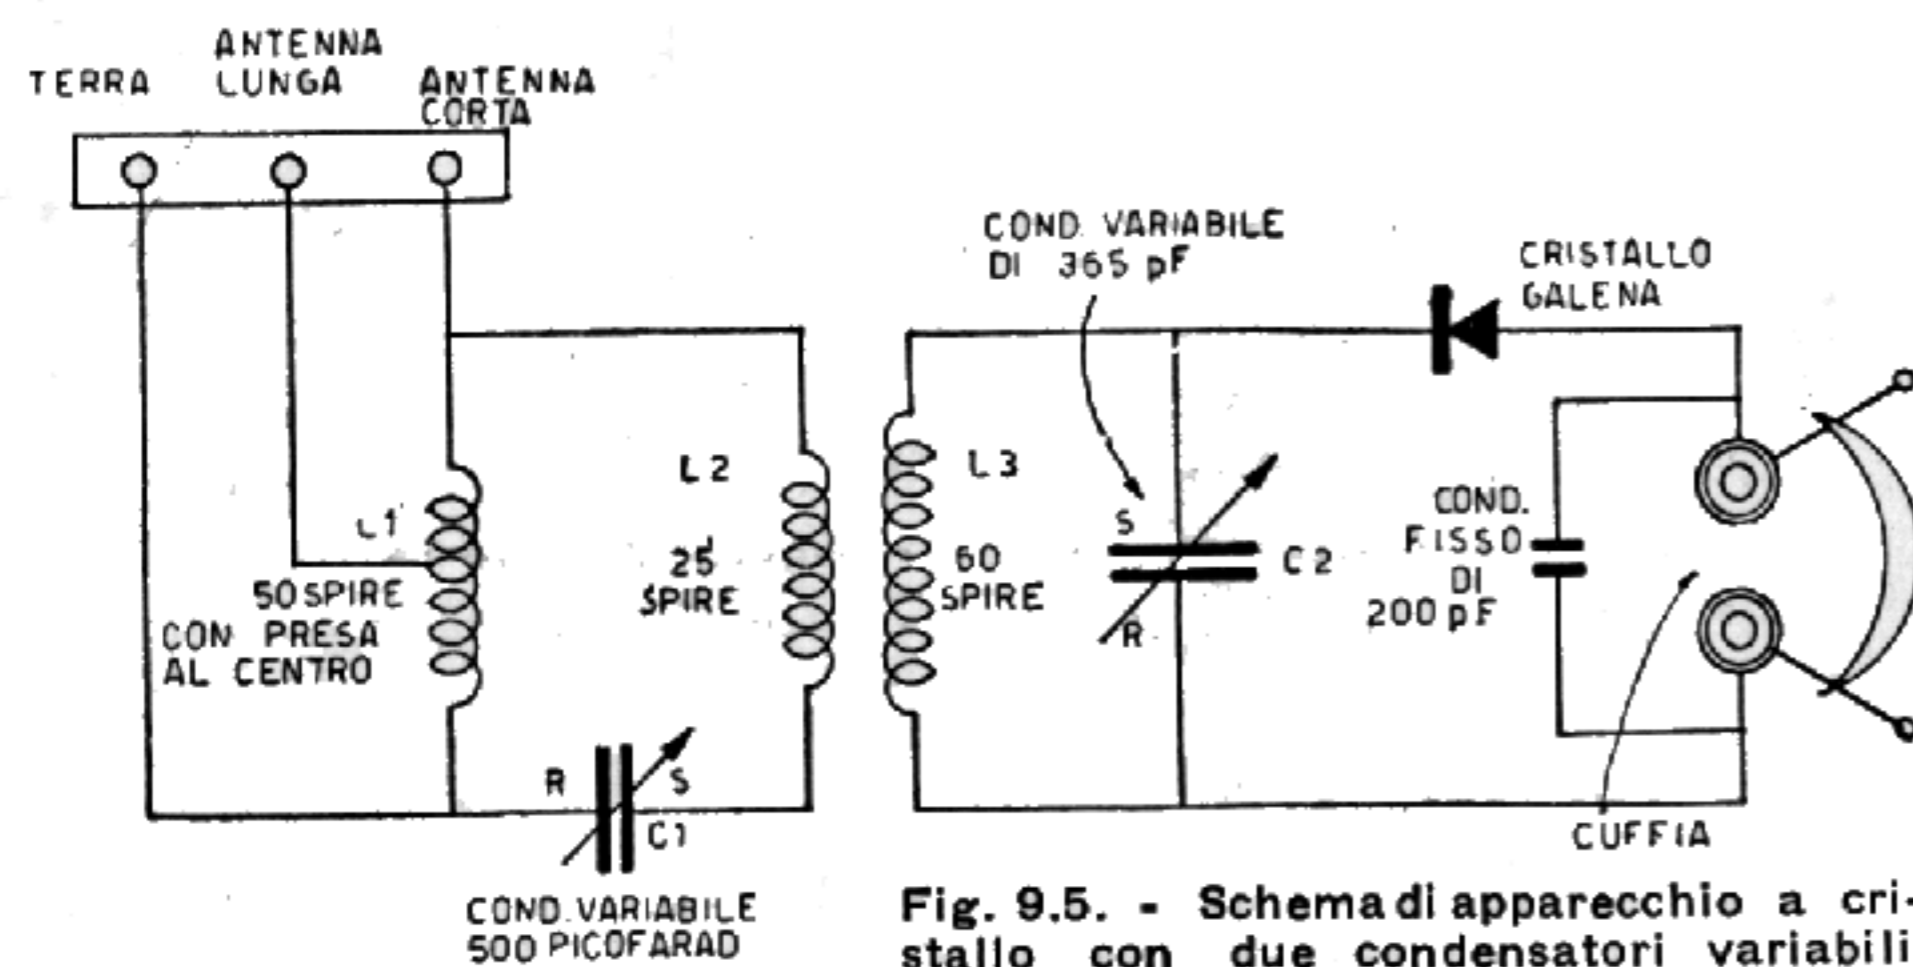 TERRA
ANTENNA
LUNGA
ANTENNA
CORTA
COND. VARIABILE
DI 365 pF
CRISTALLO
GALENA
L1
50 SPIRE
CON PRESA
AL CENTRO
L2
25
SPIRE
L3
60
SPIRE
S
C2
R
COND.
FISSO
DI
200 pF
R
S
C1
CUFFIA
COND. VARIABILE
500 PICOFARAD
Fig. 9.5. - Schema di apparecchio a cri-
stallo con due condensatori variabili